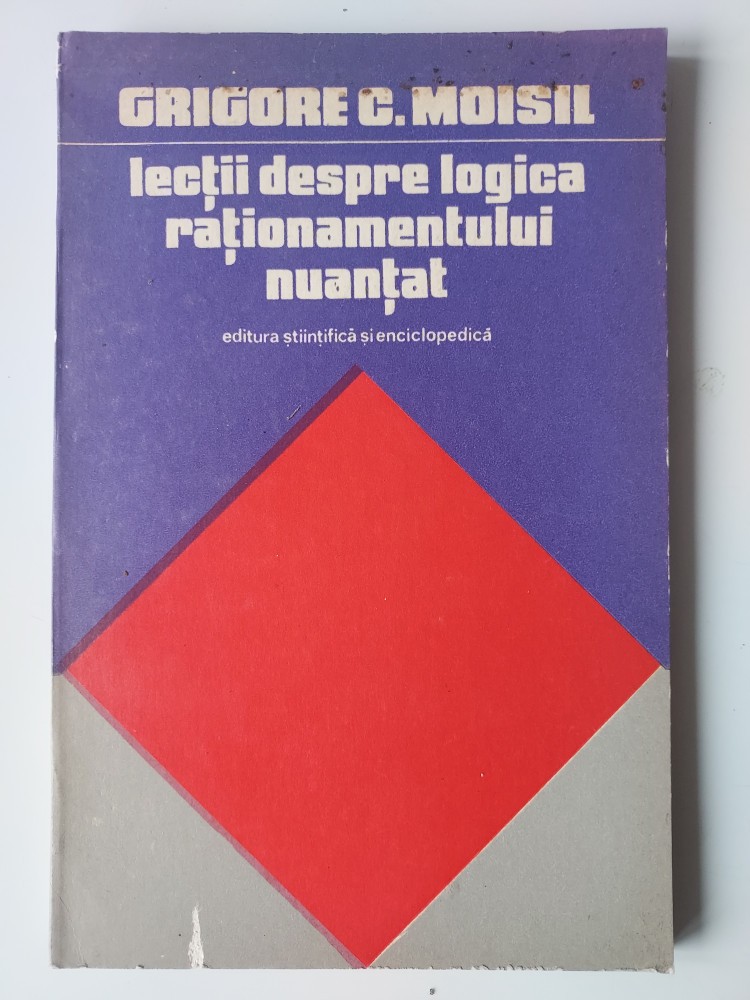 GRIGORE C. MOISIL
lecții despre logica
raționamentului
nuanțat
editura științifică și enciclopedică